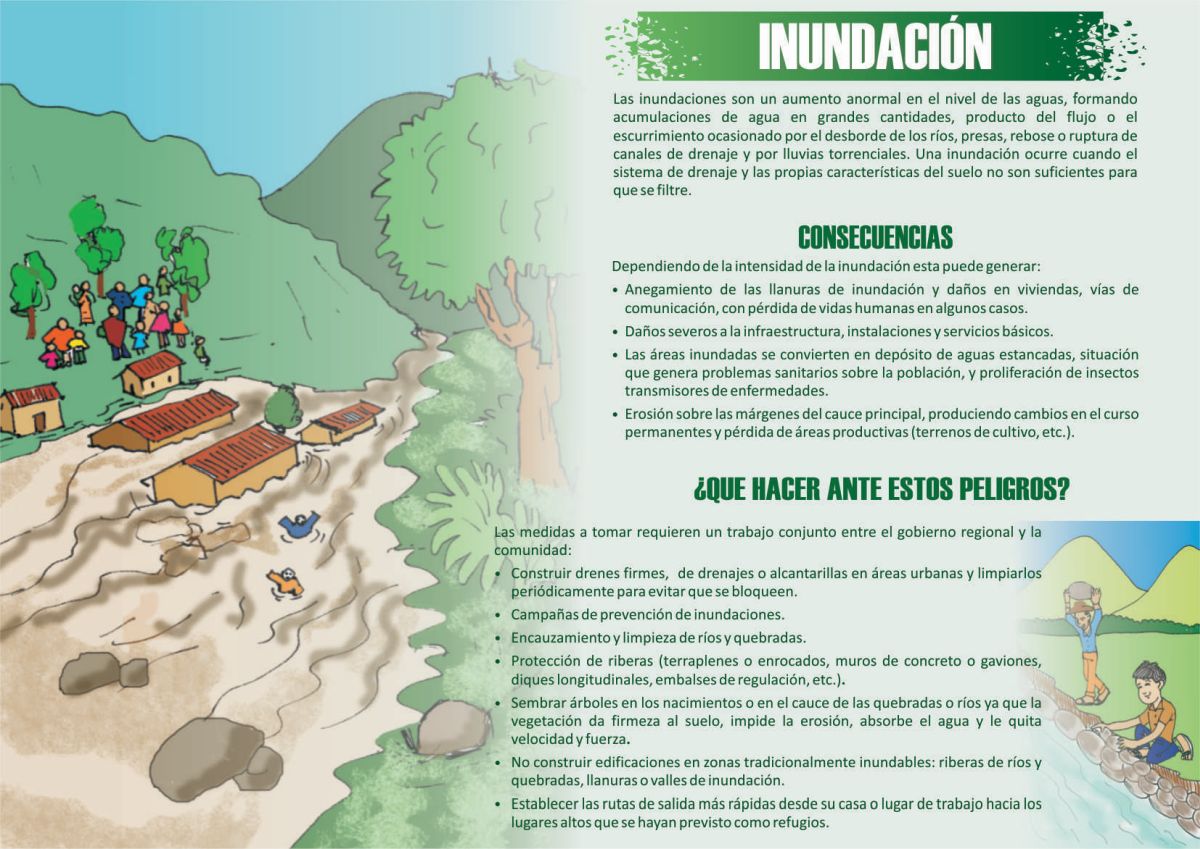 INUNDACIÓN
Las inundaciones son un aumento anormal en el nivel de las aguas, formando
acumulaciones de agua en grandes cantidades, producto del flujo o el
escurrimiento ocasionado por el desborde de los ríos, presas, rebose o ruptura de
canales de drenaje y por lluvias torrenciales. Una inundación ocurre cuando el
sistema de drenaje y las propias características del suelo no son suficientes para
que se filtre.
CONSECUENCIAS
Dependiendo de la intensidad de la inundación esta puede generar:
• Anegamiento de las llanuras de inundación y daños en viviendas, vías de
comunicación, con pérdida de vidas humanas en algunos casos.
• Daños severos a la infraestructura, instalaciones y servicios básicos.
• Las áreas inundadas se convierten en depósito de aguas estancadas, situación
que genera problemas sanitarios sobre la población, y proliferación de insectos
transmisores de enfermedades.
• Erosión sobre las márgenes del cauce principal, produciendo cambios en el curso
permanentes y pérdida de áreas productivas (terrenos de cultivo, etc.).
¿QUE HACER ANTE ESTOS PELIGROS?
Las medidas a tomar requieren un trabajo conjunto entre el gobierno regional y la
comunidad:
• Construir drenes firmes, de drenajes o alcantarillas en áreas urbanas y limpiarlos
periódicamente para evitar que se bloqueen.
• Campañas de prevención de inundaciones.
• Encauzamiento y limpieza de ríos y quebradas.
• Protección de riberas (terraplenes o enrocados, muros de concreto o gaviones,
diques longitudinales, embalses de regulación, etc.).
• Sembrar árboles en los nacimientos o en el cauce de las quebradas o ríos ya que la
vegetación da firmeza al suelo, impide la erosión, absorbe el agua y le quita
velocidad y fuerza.
• No construir edificaciones en zonas tradicionalmente inundables: riberas de ríos y
quebradas, llanuras o valles de inundación.
• Establecer las rutas de salida más rápidas desde su casa o lugar de trabajo hacia los
lugares altos que se hayan previsto como refugios.